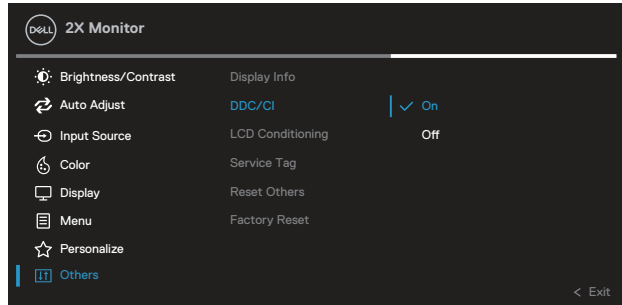 DELL 2X Monitor
Brightness/Contrast Display Info
Auto Adjust DDC/CI On
Input Source LCD Conditioning Off
Color Service Tag
Display Reset Others
Menu Factory Reset
Personalize
Others
< Exit